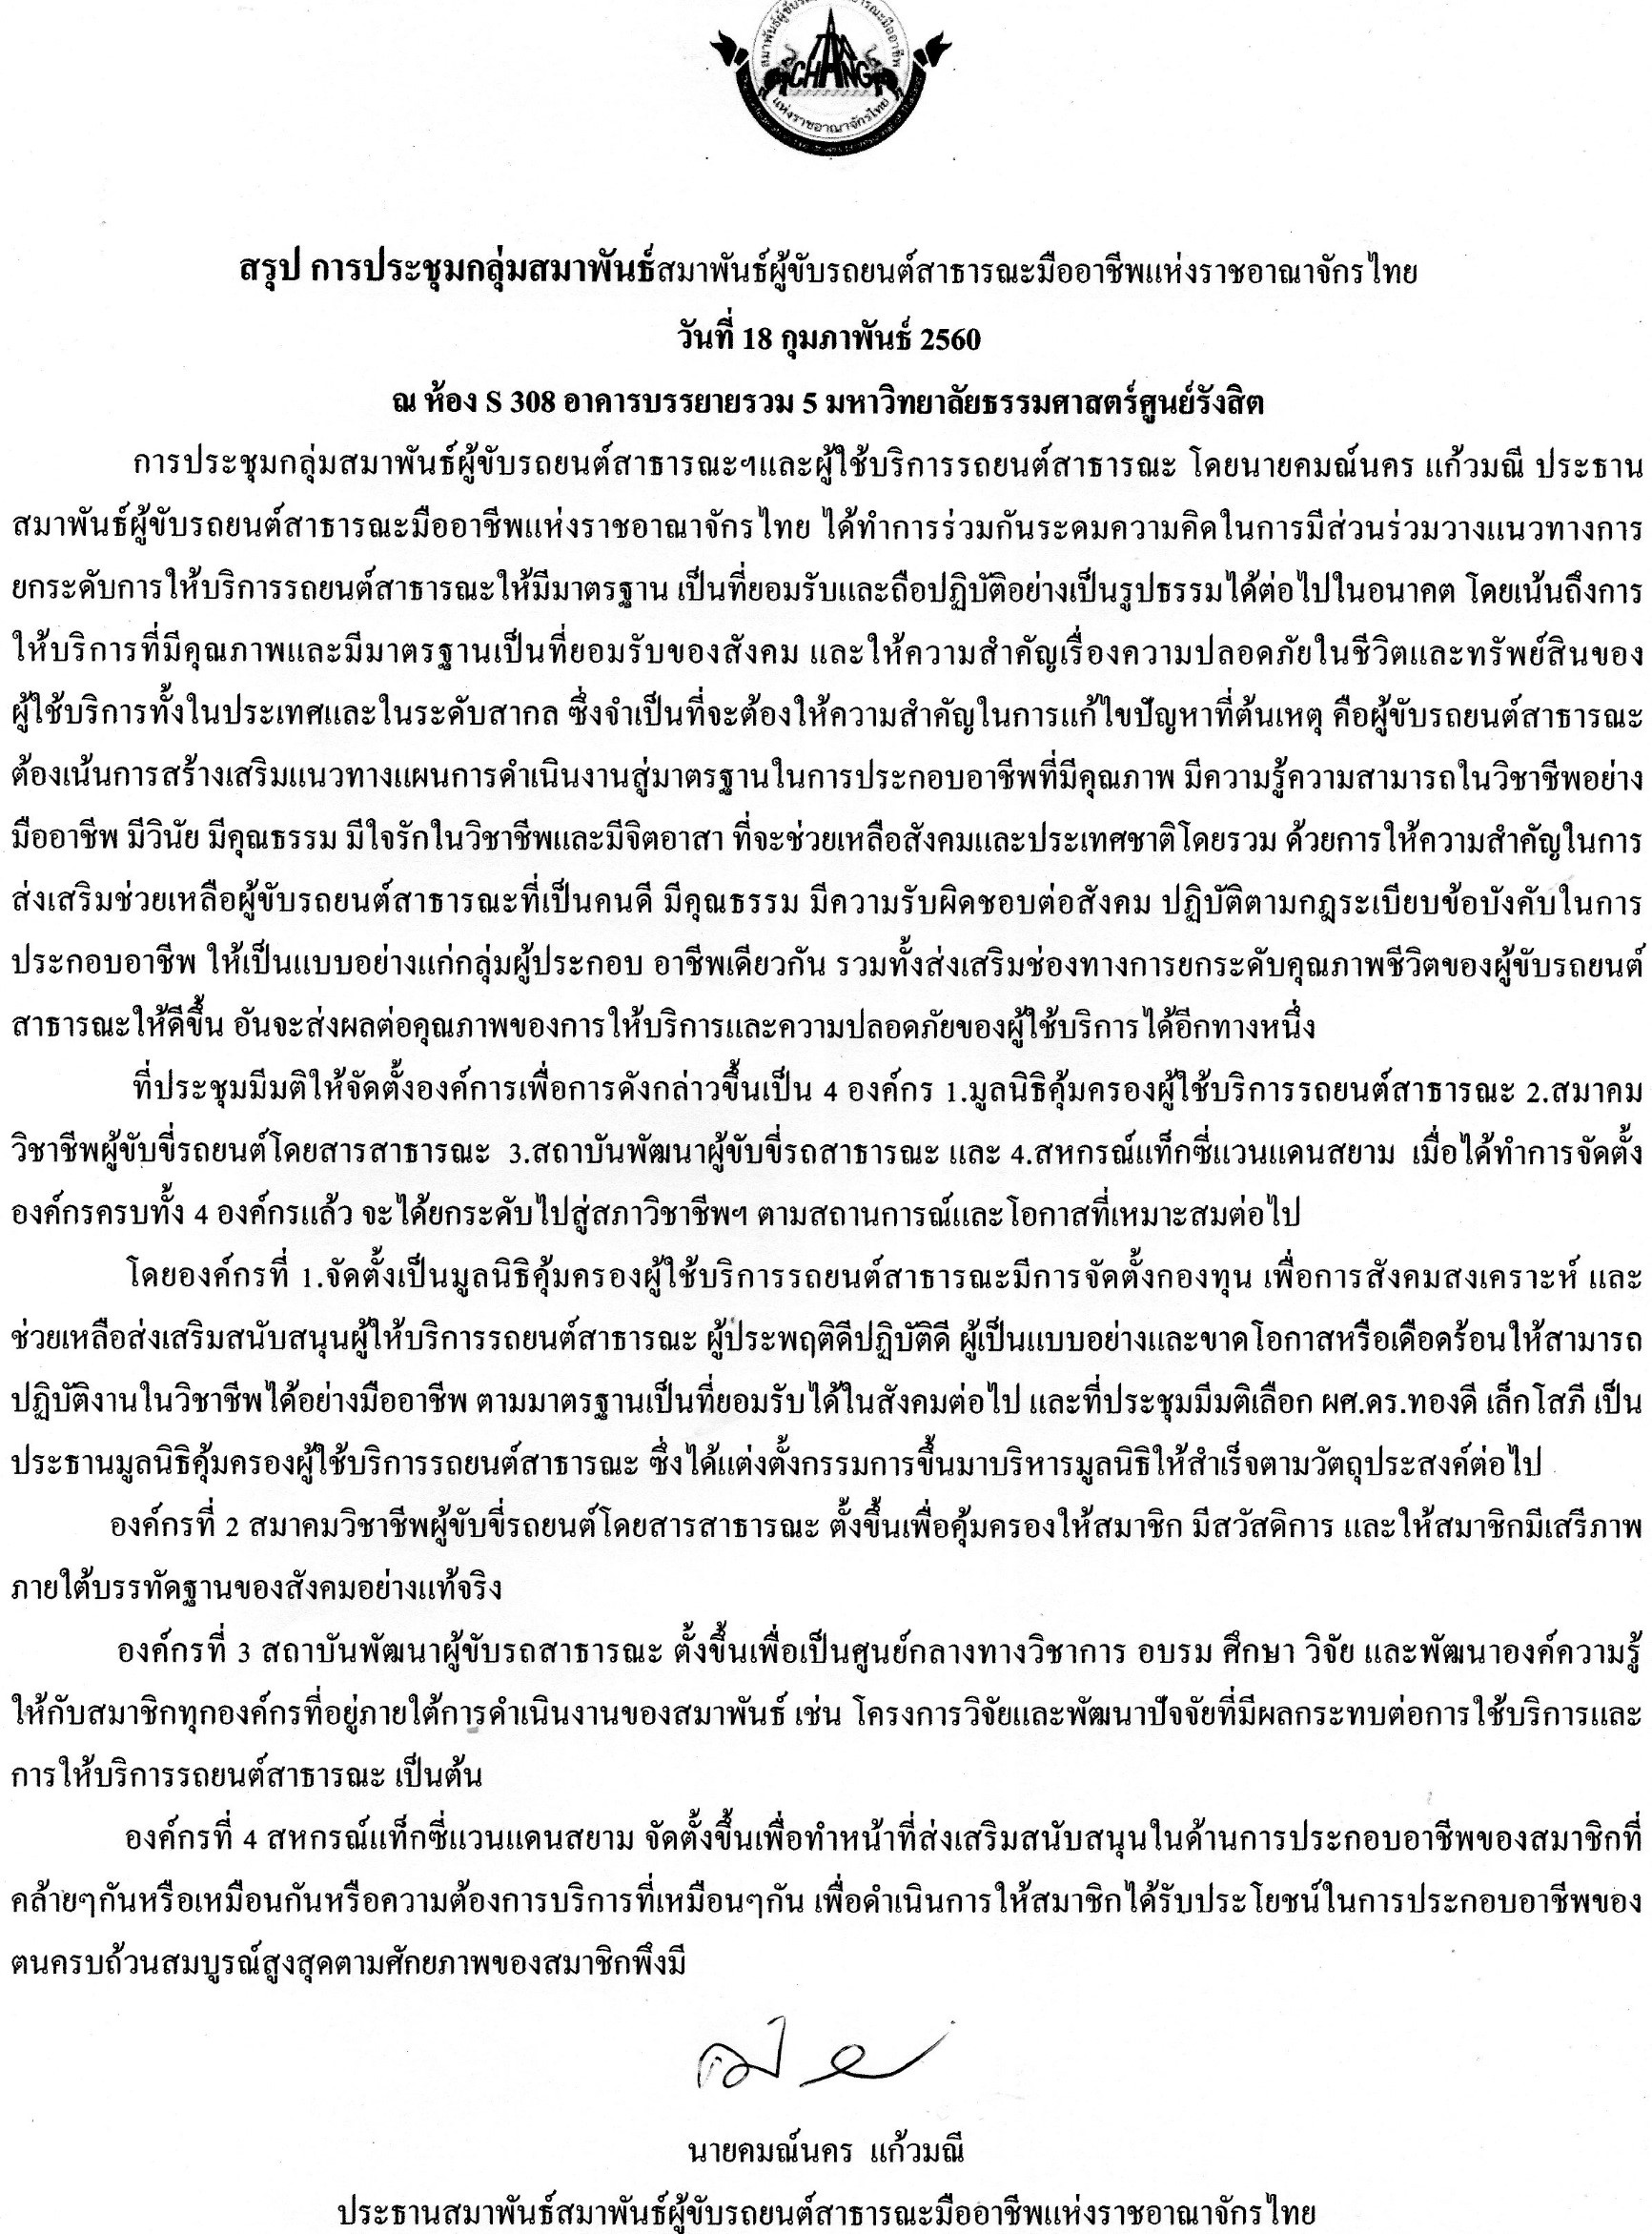 CHANG
แห่งราชอาณาจักรไทย
สรุป การประชุมกลุ่มสมาพันธ์สมาพันธ์ผู้ขับรถยนต์สาธารณะมืออาชีพแห่งราชอาณาจักรไทย
วันที่ 18 กุมภาพันธ์ 2560
ณ ห้อง S 308 อาคารบรรยายรวม 5 มหาวิทยาลัยธรรมศาสตร์ศูนย์รังสิต
การประชุมกลุ่มสมาพันธ์ผู้ขับรถยนต์สาธารณะฯและผู้ใช้บริการรถยนต์สาธารณะ โดยนายคมณ์นคร แก้วมณี ประธาน
สมาพันธ์ผู้ขับรถยนต์สาธารณะมืออาชีพแห่งราชอาณาจักรไทย ได้ทำการร่วมกันระดมความคิดในการมีส่วนร่วมวางแนวทางการ
ยกระดับการให้บริการรถยนต์สาธารณะให้มีมาตรฐาน เป็นที่ยอมรับและถือปฏิบัติอย่างเป็นรูปธรรมได้ต่อไปในอนาคต โดยเน้นถึงการ
ให้บริการที่มีคุณภาพและมีมาตรฐานเป็นที่ยอมรับของสังคม และให้ความสำคัญเรื่องความปลอดภัยในชีวิตและทรัพย์สินของ
ผู้ใช้บริการทั้งในประเทศและในระดับสากล ซึ่งจำเป็นที่จะต้องให้ความสำคัญในการแก้ไขปัญหาที่ต้นเหตุ คือผู้ขับรถยนต์สาธารณะ
ต้องเน้นการสร้างเสริมแนวทางแผนการดำเนินงานสู่มาตรฐานในการประกอบอาชีพที่มีคุณภาพ มีความรู้ความสามารถในวิชาชีพอย่าง
มืออาชีพ มีวินัย มีคุณธรรม มีใจรักในวิชาชีพและมีจิตอาสา ที่จะช่วยเหลือสังคมและประเทศชาติโดยรวม ด้วยการให้ความสำคัญในการ
ส่งเสริมช่วยเหลือผู้ขับรถยนต์สาธารณะที่เป็นคนดี มีคุณธรรม มีความรับผิดชอบต่อสังคม ปฏิบัติตามกฎระเบียบข้อบังคับในการ
ประกอบอาชีพ ให้เป็นแบบอย่างแก่กลุ่มผู้ประกอบ อาชีพเดียวกัน รวมทั้งส่งเสริมช่องทางการยกระดับคุณภาพชีวิตของผู้ขับรถยนต์
สาธารณะให้ดีขึ้น อันจะส่งผลต่อคุณภาพของการให้บริการและความปลอดภัยของผู้ใช้บริการได้อีกทางหนึ่ง
ที่ประชุมมีมติให้จัดตั้งองค์การเพื่อการดังกล่าวขึ้นเป็น 4 องค์กร 1.มูลนิธิคุ้มครองผู้ใช้บริการรถยนต์สาธารณะ 2.สมาคม
วิชาชีพผู้ขับขี่รถยนต์โดยสารสาธารณะ 3.สถาบันพัฒนาผู้ขับขี่รถสาธารณะ และ 4.สหกรณ์แท็กซี่แวนแดนสยาม เมื่อได้ทำการจัดตั้ง
องค์กรครบทั้ง 4 องค์กรแล้ว จะได้ยกระดับไปสู่สภาวิชาชีพฯ ตามสถานการณ์และโอกาสที่เหมาะสมต่อไป
โดยองค์กรที่ 1.จัดตั้งเป็นมูลนิธิคุ้มครองผู้ใช้บริการรถยนต์สาธารณะมีการจัดตั้งกองทุน เพื่อการสังคมสงเคราะห์ และ
ช่วยเหลือส่งเสริมสนับสนุนผู้ให้บริการรถยนต์สาธารณะ ผู้ประพฤติดีปฏิบัติดี ผู้เป็นแบบอย่างและขาดโอกาสหรือเดือดร้อนให้สามารถ
ปฏิบัติงานในวิชาชีพได้อย่างมืออาชีพ ตามมาตรฐานเป็นที่ยอมรับได้ในสังคมต่อไป และที่ประชุมมีมติเลือก ผศ.ดร.ทองดี เล็กโสภี เป็น
ประธานมูลนิธิคุ้มครองผู้ใช้บริการรถยนต์สาธารณะ ซึ่งได้แต่งตั้งกรรมการขึ้นมาบริหารมูลนิธิให้สำเร็จตามวัตถุประสงค์ต่อไป
องค์กรที่ 2 สมาคมวิชาชีพผู้ขับขี่รถยนต์โดยสารสาธารณะ ตั้งขึ้นเพื่อคุ้มครองให้สมาชิก มีสวัสดิการ และให้สมาชิกมีเสรีภาพ
ภายใต้บรรทัดฐานของสังคมอย่างแท้จริง
องค์กรที่ 3 สถาบันพัฒนาผู้ขับรถสาธารณะ ตั้งขึ้นเพื่อเป็นศูนย์กลางทางวิชาการ อบรม ศึกษา วิจัย และพัฒนาองค์ความรู้
ให้กับสมาชิกทุกองค์กรที่อยู่ภายใต้การดำเนินงานของสมาพันธ์ เช่น โครงการวิจัยและพัฒนาปัจจัยที่มีผลกระทบต่อการใช้บริการและ
การให้บริการรถยนต์สาธารณะ เป็นต้น
องค์กรที่ 4 สหกรณ์แท็กซี่แวนแดนสยาม จัดตั้งขึ้นเพื่อทำหน้าที่ส่งเสริมสนับสนุนในด้านการประกอบอาชีพของสมาชิกที่
คล้ายๆกันหรือเหมือนกันหรือความต้องการบริการที่เหมือนๆกัน เพื่อดำเนินการให้สมาชิกได้รับประโยชน์ในการประกอบอาชีพของ
ตนครบถ้วนสมบูรณ์สูงสุดตามศักยภาพของสมาชิกพึงมี
นายคมณ์นคร แก้วมณี
ประธานสมาพันธ์สมาพันธ์ผู้ขับรถยนต์สาธารณะมืออาชีพแห่งราชอาณาจักรไทย